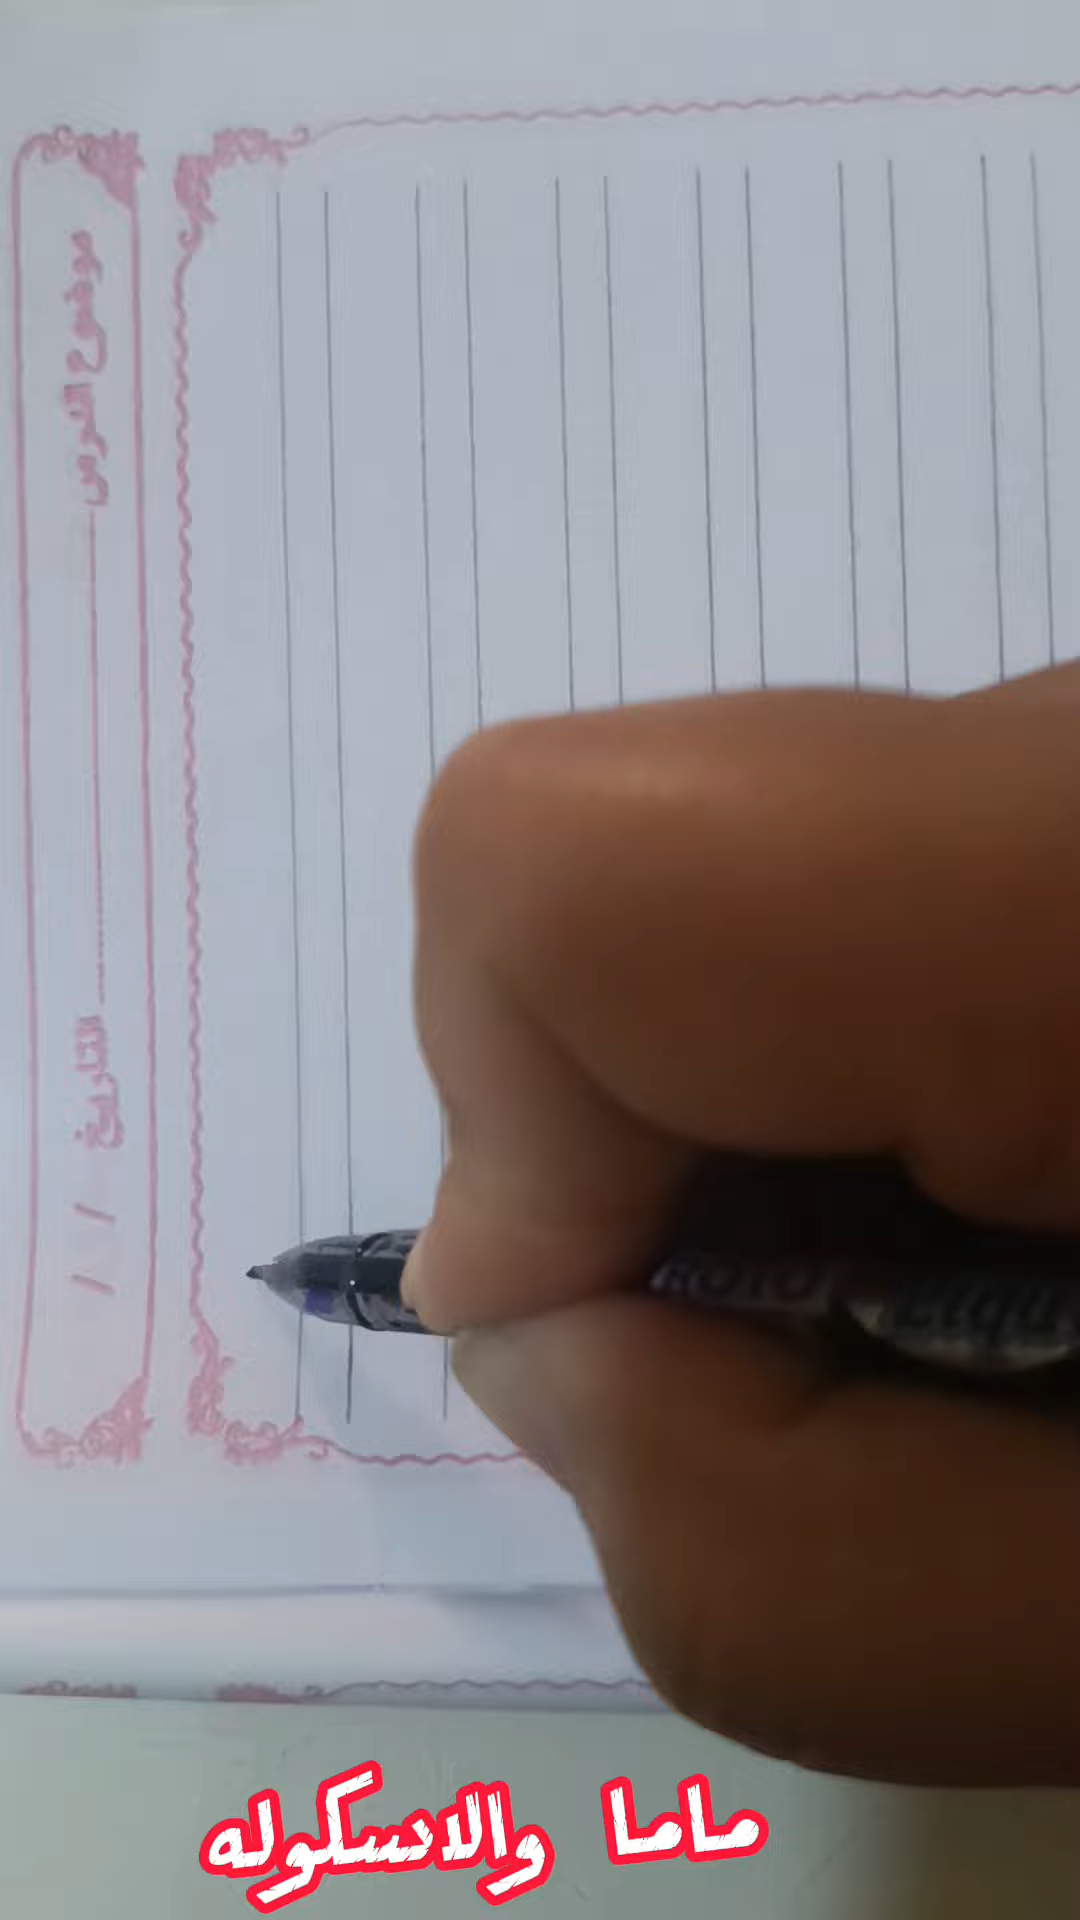 موضوع الدرس التاريخ / /
ماما والاسكوله